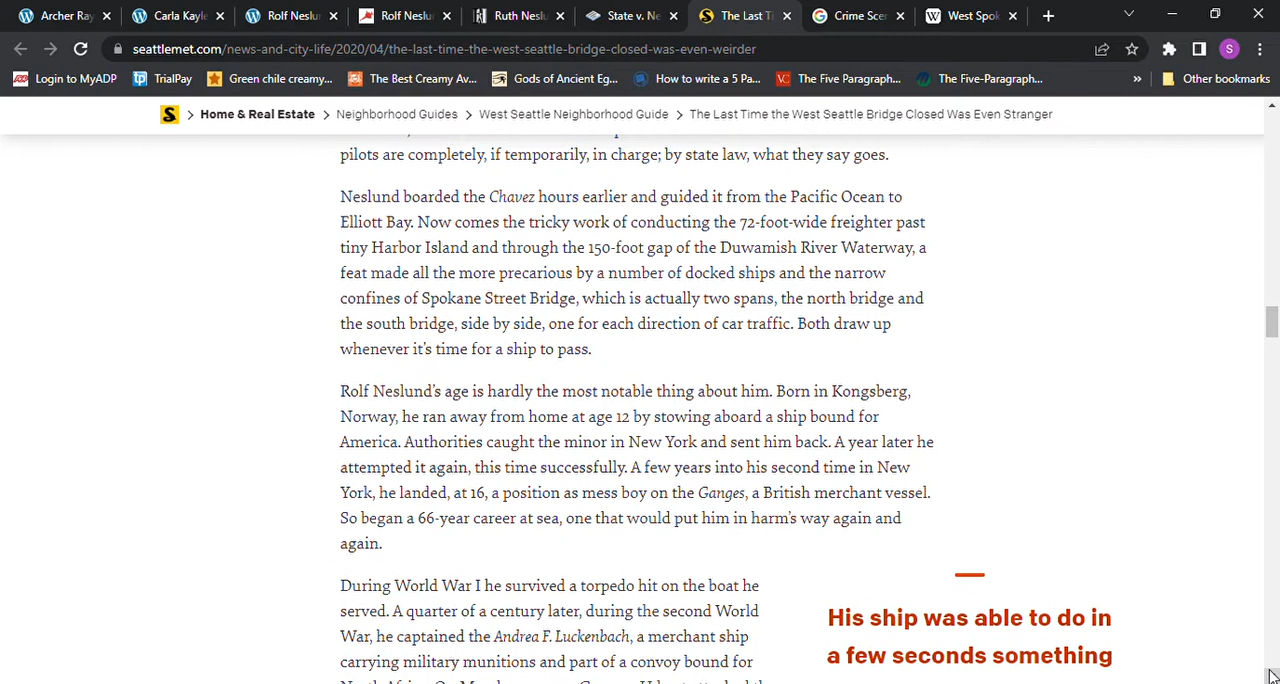 Archer Ray
Carla Kayle
Rolf Neslu
Rolf Neslu
Ruth Neslu
State v. Ne
The Last Ti
Crime Scen
West Spok
seattlemet.com/news-and-city-life/2020/04/the-last-time-the-west-seattle-bridge-closed-was-even-weirder
S
Login to MyADP
TrialPay
Green chile creamy...
The Best Creamy Av...
Gods of Ancient Eg...
How to write a 5 Pa...
The Five Paragraph...
The Five-Paragraph...
»
Other bookmarks
S > Home & Real Estate > Neighborhood Guides > West Seattle Neighborhood Guide > The Last Time the West Seattle Bridge Closed Was Even Stranger
pilots are completely, if temporarily, in charge; by state law, what they say goes.
Neslund boarded the Chavez hours earlier and guided it from the Pacific Ocean to
Elliott Bay. Now comes the tricky work of conducting the 72-foot-wide freighter past
tiny Harbor Island and through the 150-foot gap of the Duwamish River Waterway, a
feat made all the more precarious by a number of docked ships and the narrow
confines of Spokane Street Bridge, which is actually two spans, the north bridge and
the south bridge, side by side, one for each direction of car traffic. Both draw up
whenever it's time for a ship to pass.
Rolf Neslund's age is hardly the most notable thing about him. Born in Kongsberg,
Norway, he ran away from home at age 12 by stowing aboard a ship bound for
America. Authorities caught the minor in New York and sent him back. A year later he
attempted it again, this time successfully. A few years into his second time in New
York, he landed, at 16, a position as mess boy on the Ganges, a British merchant vessel.
So began a 66-year career at sea, one that would put him in harm's way again and
again.
During World War I he survived a torpedo hit on the boat he
served. A quarter of a century later, during the second World
War, he captained the Andrea F. Luckenbach, a merchant ship
carrying military munitions and part of a convoy bound for
His ship was able to do in
a few seconds something